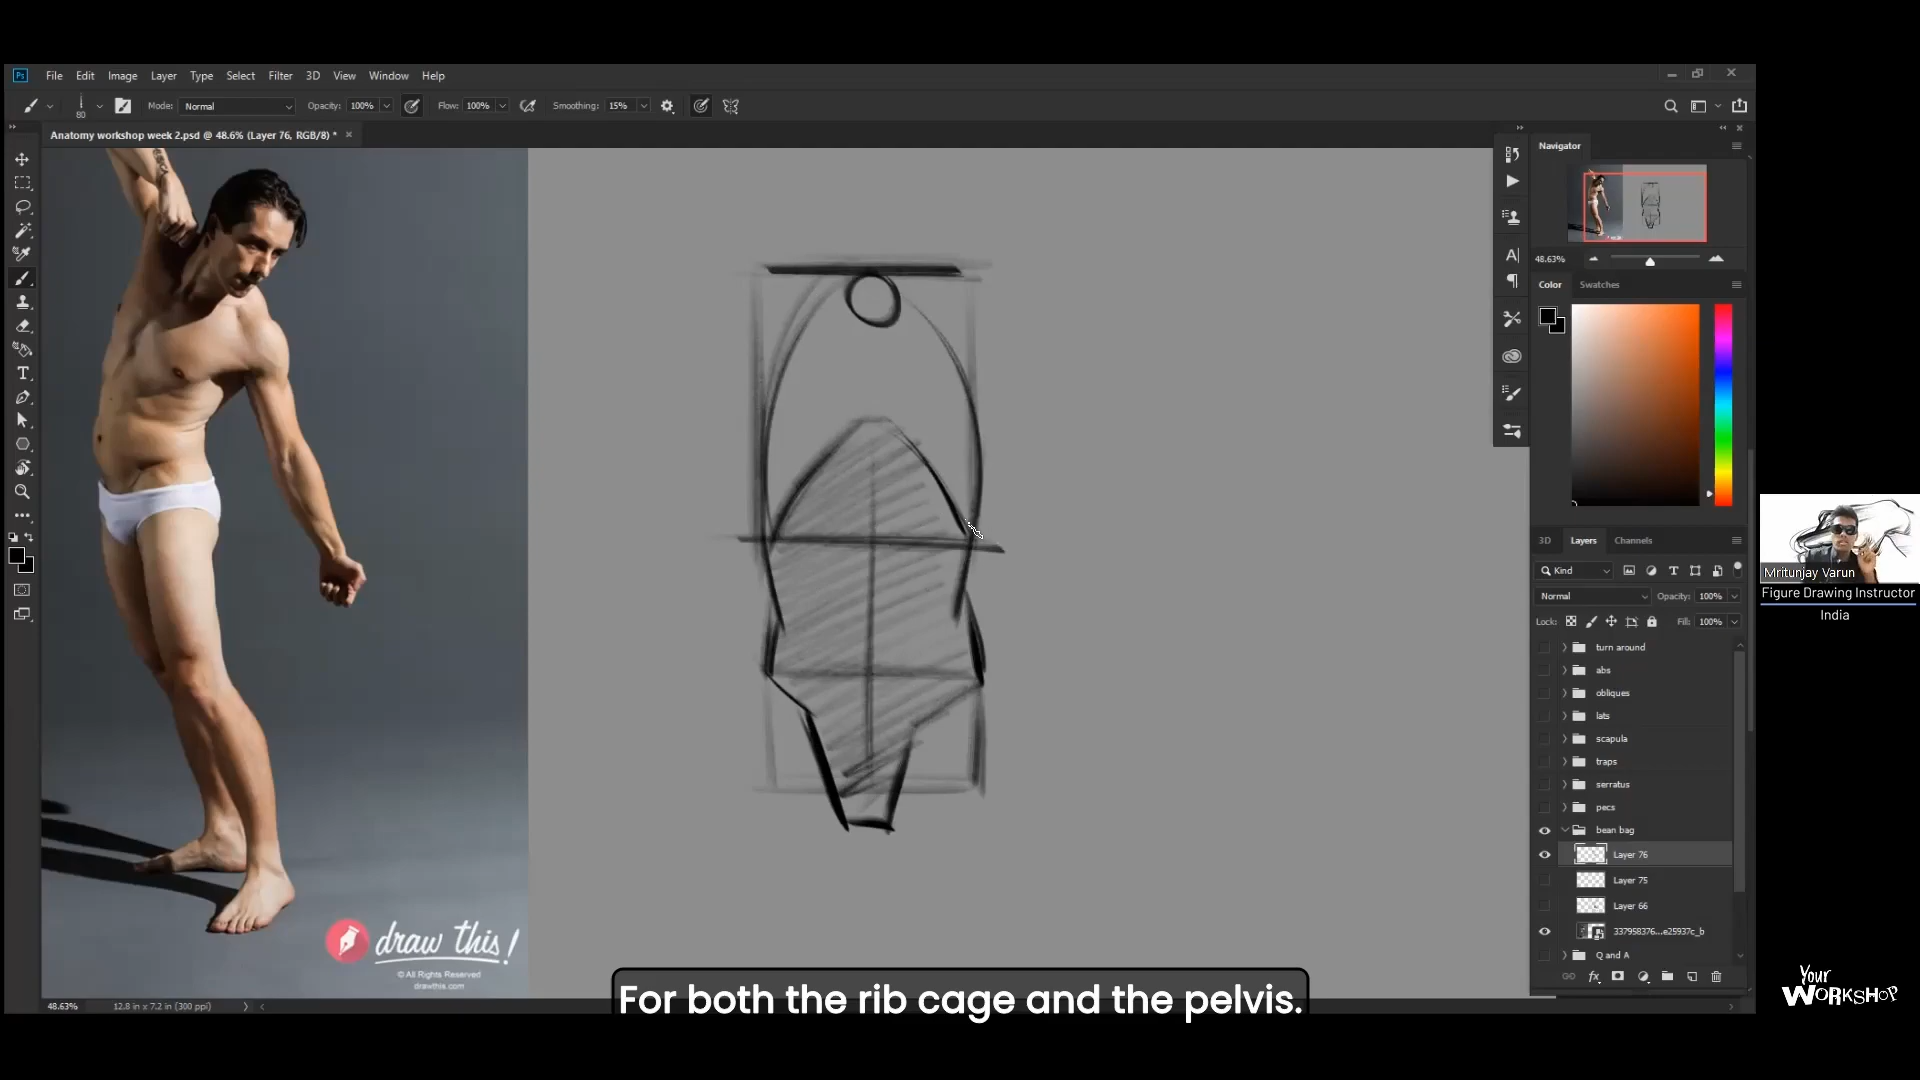 Ps File Edit Image Layer Type Select Filter 3D View Window Help
80 Mode: Normal Opacity: 100% Flow: 100% Smoothing: 15%
Anatomy workshop week 2.psd @ 48.6% (Layer 76, RGB/8) * ×
Navigator
48.63%
Color Swatches
3D Layers Channels
Kind
Normal Opacity: 100%
Lock: Fill: 100%
turn around
abs
obliques
lats
scapula
traps
serratus
pecs
bean bag
Layer 76
Layer 75
Layer 66
337958376...e25937c_b
Q and A
Mritunjay Varun
Figure Drawing Instructor
India
draw this!
© All Rights Reserved
drawthis.com
48.63% 12.8 in x 7.2 in (300 ppi)
For both the rib cage and the pelvis.
Your
Workshop